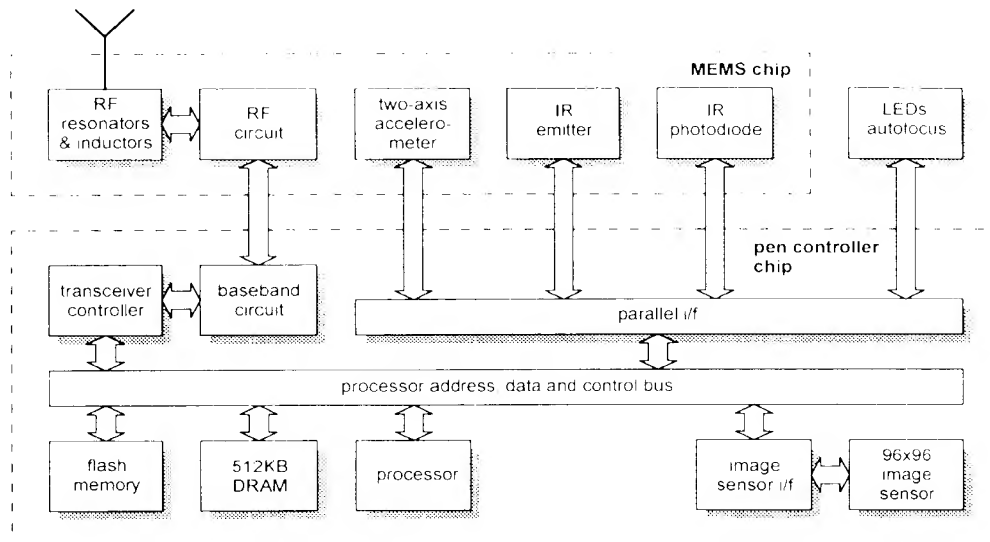 MEMS chip
RF
resonators
& inductors
RF
circuit
two-axis
accelero-
meter
IR
emitter
IR
photodiode
LEDs
autofocus
pen controller
chip
transceiver
controller
baseband
circuit
parallel i/f
processor address, data and control bus
flash
memory
512KB
DRAM
processor
image
sensor i/f
96x96
image
sensor